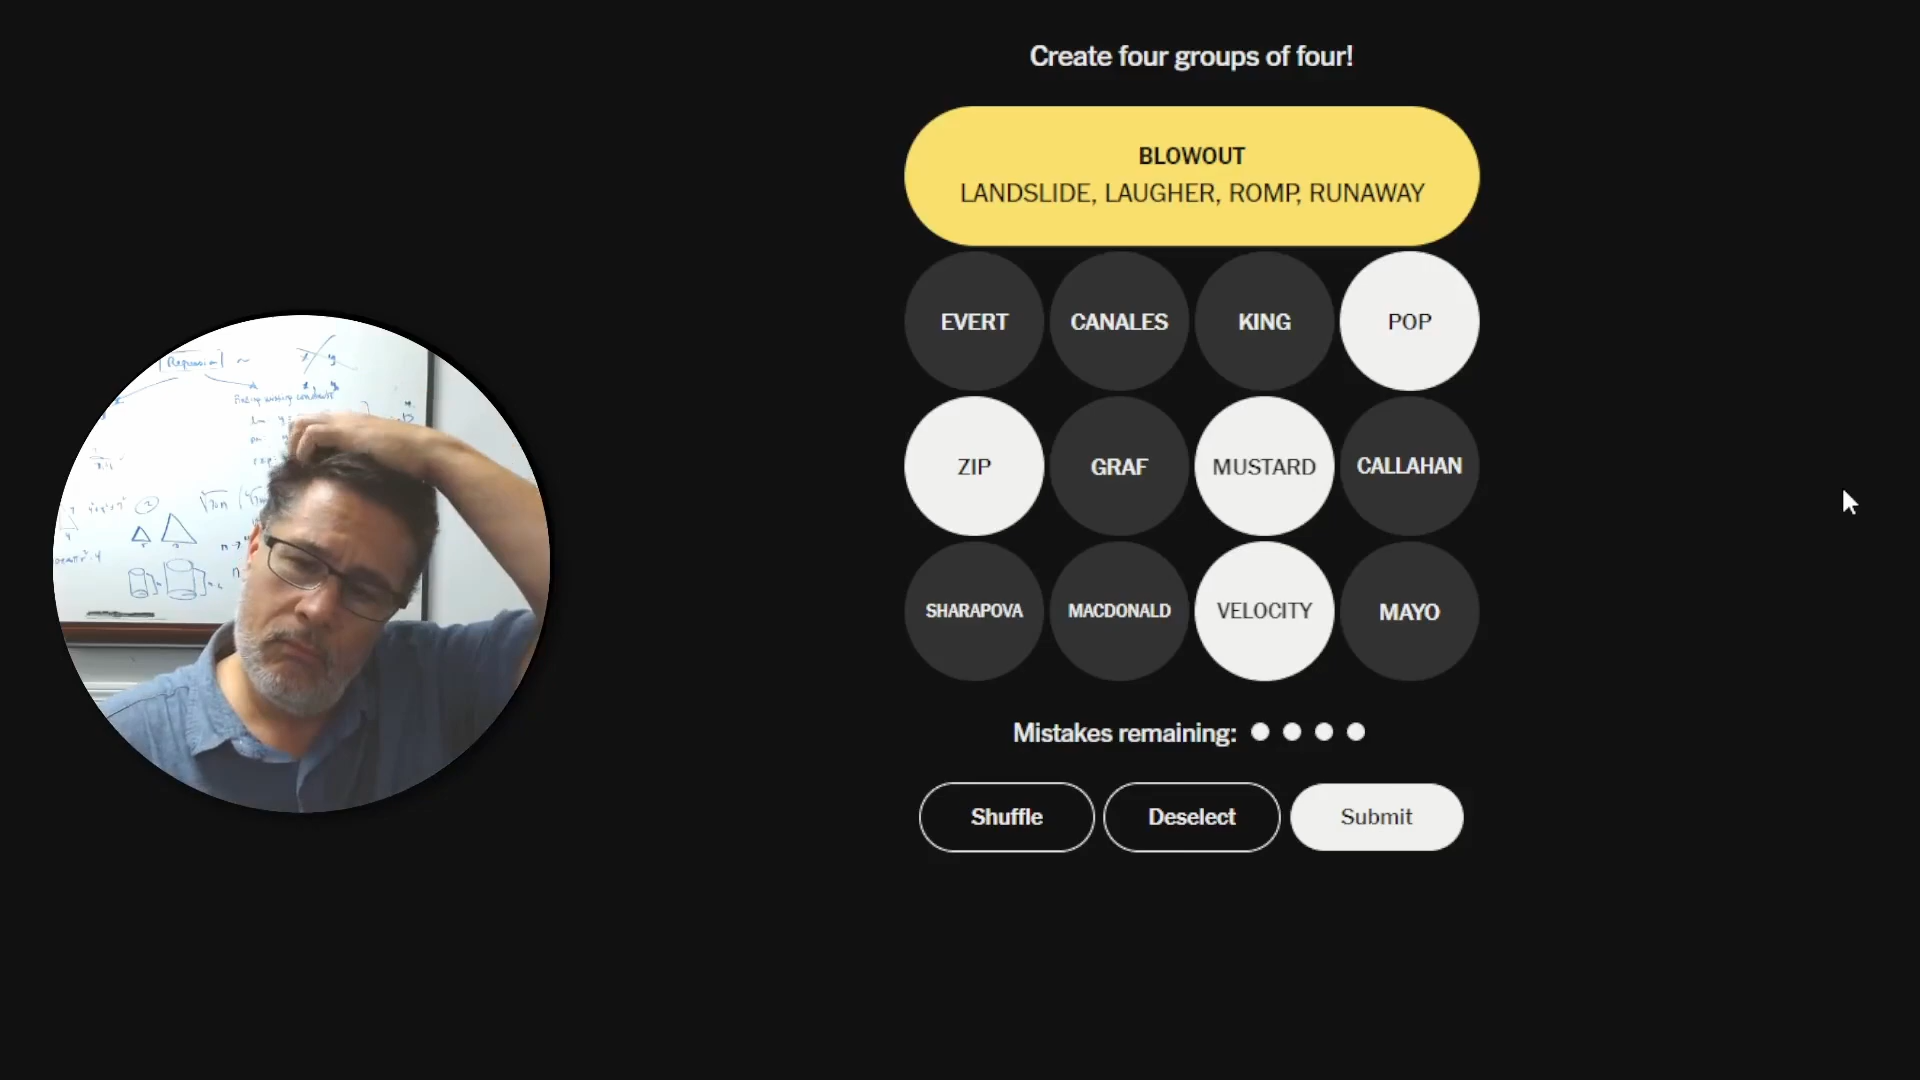 Create four groups of four!
BLOWOUT
LANDSLIDE, LAUGHER, ROMP, RUNAWAY
EVERT CANALES KING POP
ZIP GRAF MUSTARD CALLAHAN
SHARAPOVA MACDONALD VELOCITY MAYO
Mistakes remaining:
Shuffle Deselect Submit
Regression ~